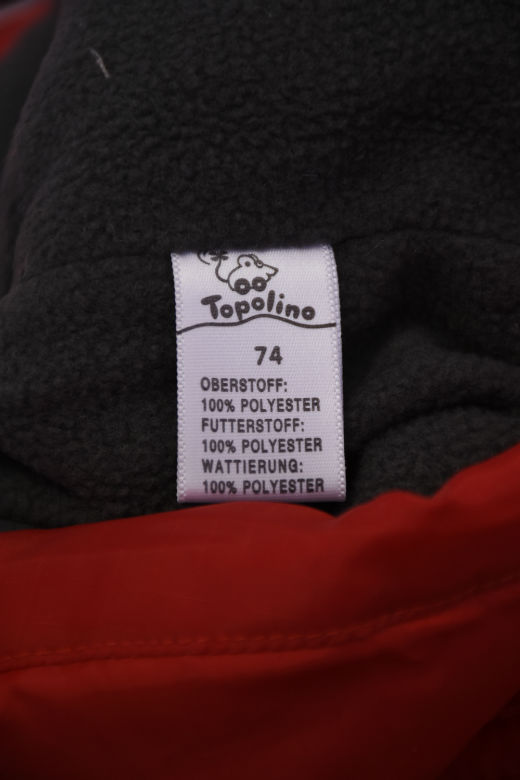 Topolino
74
OBERSTOFF:
100% POLYESTER
FUTTERSTOFF:
100% POLYESTER
WATTIERUNG:
100% POLYESTER